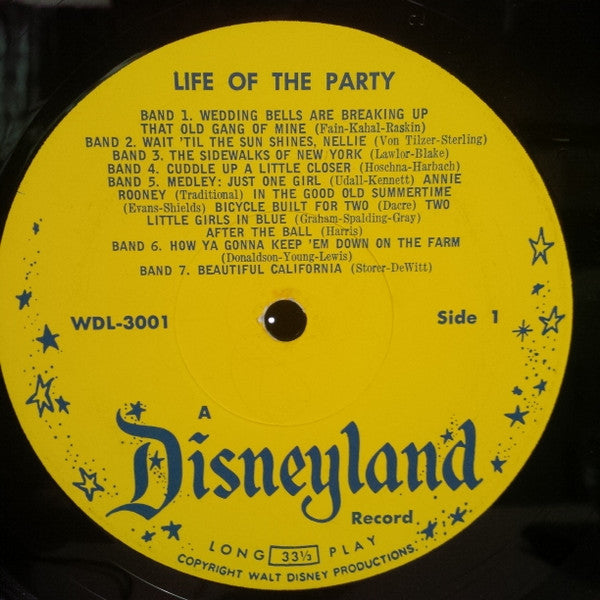 LIFE OF THE PARTY
BAND 1. WEDDING BELLS ARE BREAKING UP
THAT OLD GANG OF MINE (Fain-Kahal-Raskin)
BAND 2. WAIT 'TIL THE SUN SHINES, NELLIE (Von Tilzer-Sterling)
BAND 3. THE SIDEWALKS OF NEW YORK (Lawlor-Blake)
BAND 4. CUDDLE UP A LITTLE CLOSER (Hoschna-Harbach)
BAND 5. MEDLEY: JUST ONE GIRL (Udall-Kennett) ANNIE
ROONEY (Traditional) IN THE GOOD OLD SUMMERTIME
(Evans-Shields) BICYCLE BUILT FOR TWO (Dacre) TWO
LITTLE GIRLS IN BLUE (Graham-Spalding-Gray)
AFTER THE BALL (Harris)
BAND 6. HOW YA GONNA KEEP 'EM DOWN ON THE FARM
(Donaldson-Young-Lewis)
BAND 7. BEAUTIFUL CALIFORNIA (Storer-DeWitt)
WDL-3001
Side 1
A
Disneyland
Record
LONG 33⅓ PLAY
COPYRIGHT WALT DISNEY PRODUCTIONS.